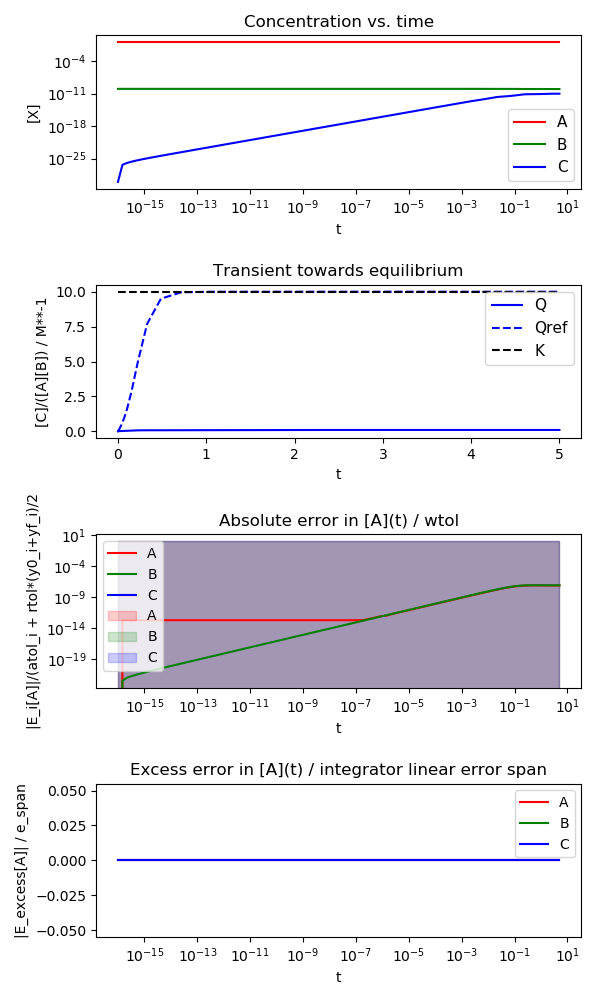 Concentration vs. time
[X]
10^-4
10^-11
10^-18
10^-25
A
B
C
10^-15 10^-13 10^-11 10^-9 10^-7 10^-5 10^-3 10^-1 10^1
t
Transient towards equilibrium
[C]/([A][B]) / M**-1
10.0
7.5
5.0
2.5
0.0
Q
Qref
K
0 1 2 3 4 5
t
Absolute error in [A](t) / wtol
|E_i[A]|/(atol_i + rtol*(y0_i+yf_i)/2
10^1
10^-4
10^-9
10^-14
10^-19
A
B
C
A
B
C
10^-15 10^-13 10^-11 10^-9 10^-7 10^-5 10^-3 10^-1 10^1
t
Excess error in [A](t) / integrator linear error span
|E_excess[A]| / e_span
0.050
0.025
0.000
−0.025
−0.050
A
B
C
10^-15 10^-13 10^-11 10^-9 10^-7 10^-5 10^-3 10^-1 10^1
t